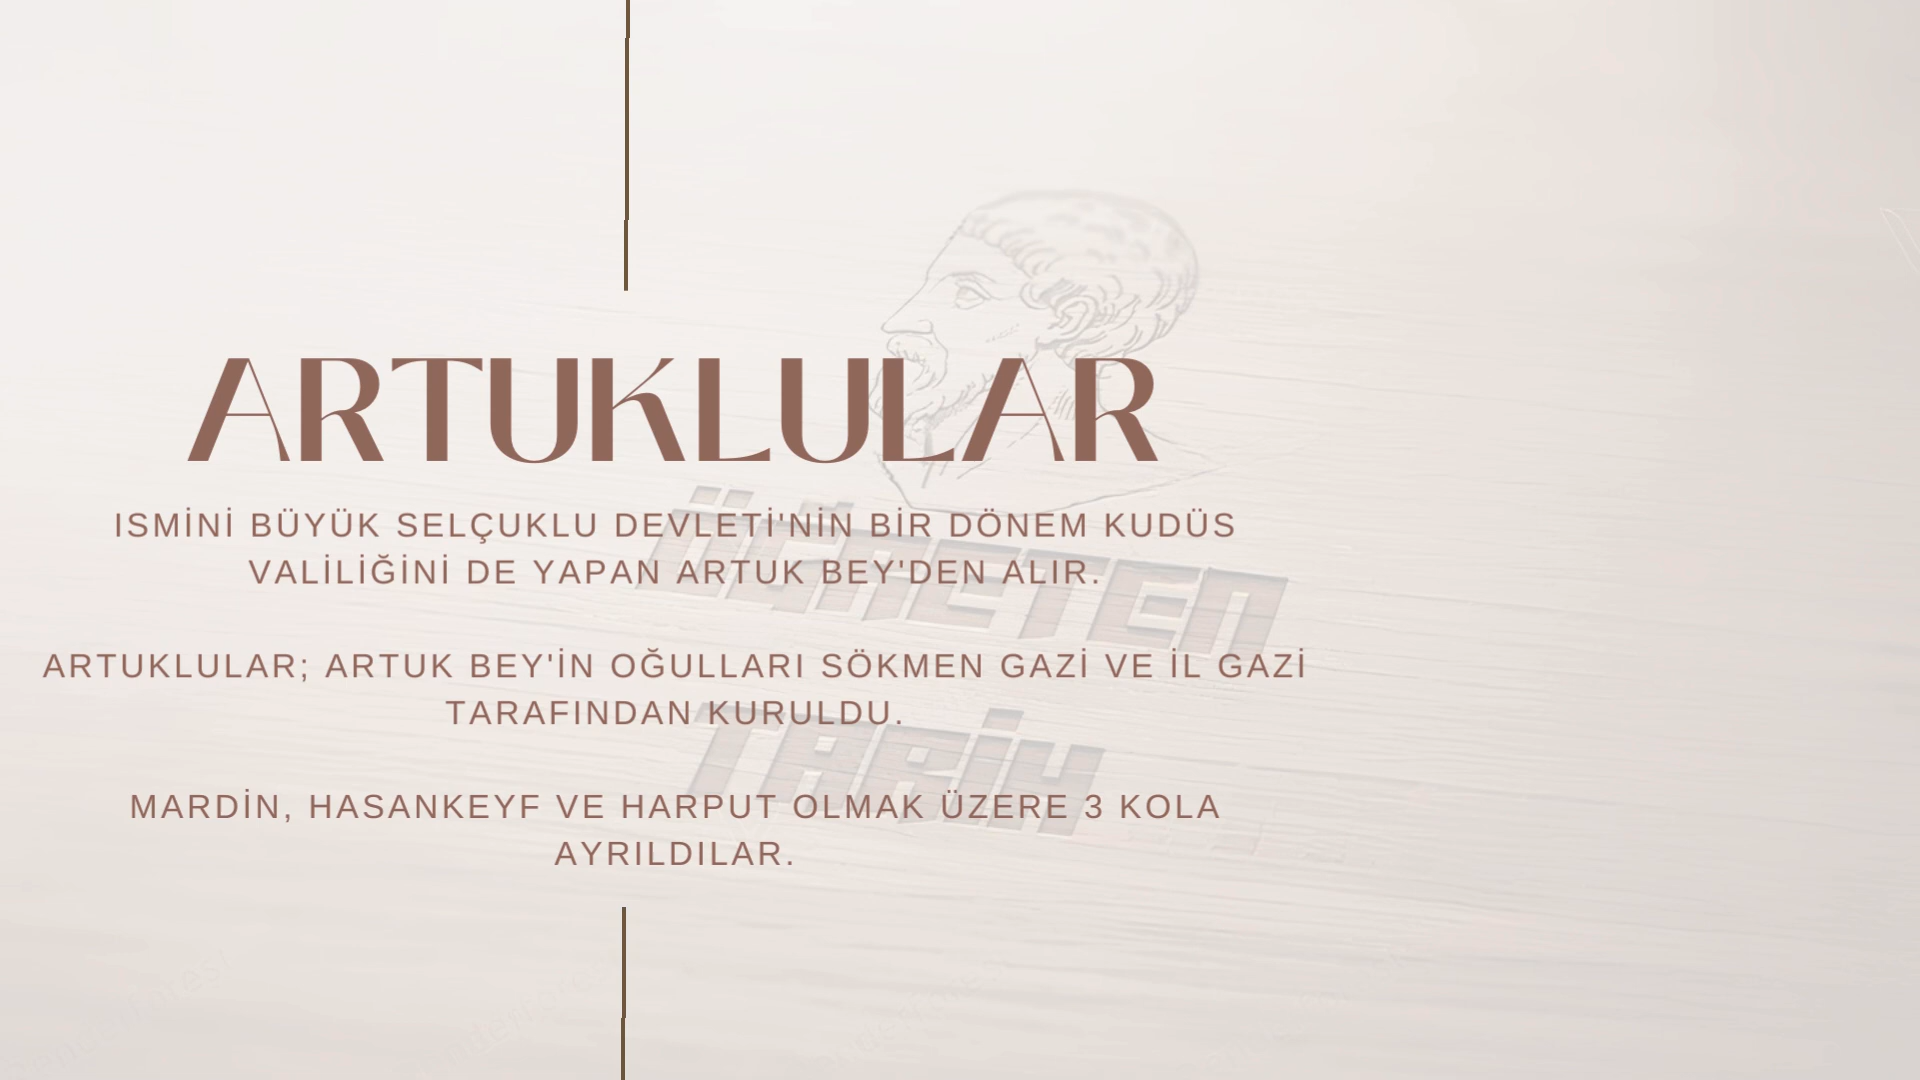 ARTUKLULAR
ISMİNİ BÜYÜK SELÇUKLU DEVLETİ'NİN BİR DÖNEM KUDÜS
VALİLİĞİNİ DE YAPAN ARTUK BEY'DEN ALIR.
ARTUKLULAR; ARTUK BEY'İN OĞULLARI SÖKMEN GAZİ VE İL GAZİ
TARAFINDAN KURULDU.
MARDİN, HASANKEYF VE HARPUT OLMAK ÜZERE 3 KOLA
AYRILDILAR.
ÖĞRETEN
TARİH